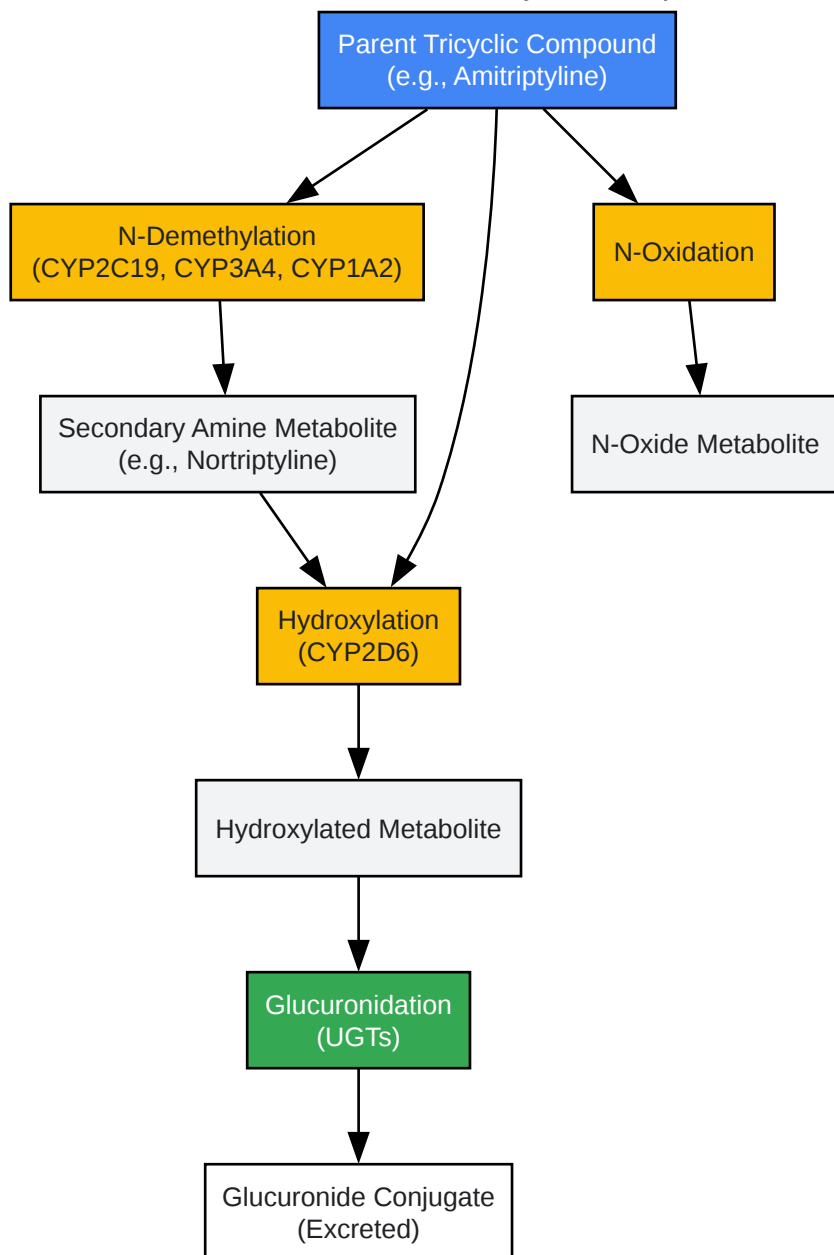 Parent Tricyclic Compound
(e.g., Amitriptyline)
N-Demethylation
(CYP2C19, CYP3A4, CYP1A2)
N-Oxidation
Secondary Amine Metabolite
(e.g., Nortriptyline)
N-Oxide Metabolite
Hydroxylation
(CYP2D6)
Hydroxylated Metabolite
Glucuronidation
(UGTs)
Glucuronide Conjugate
(Excreted)